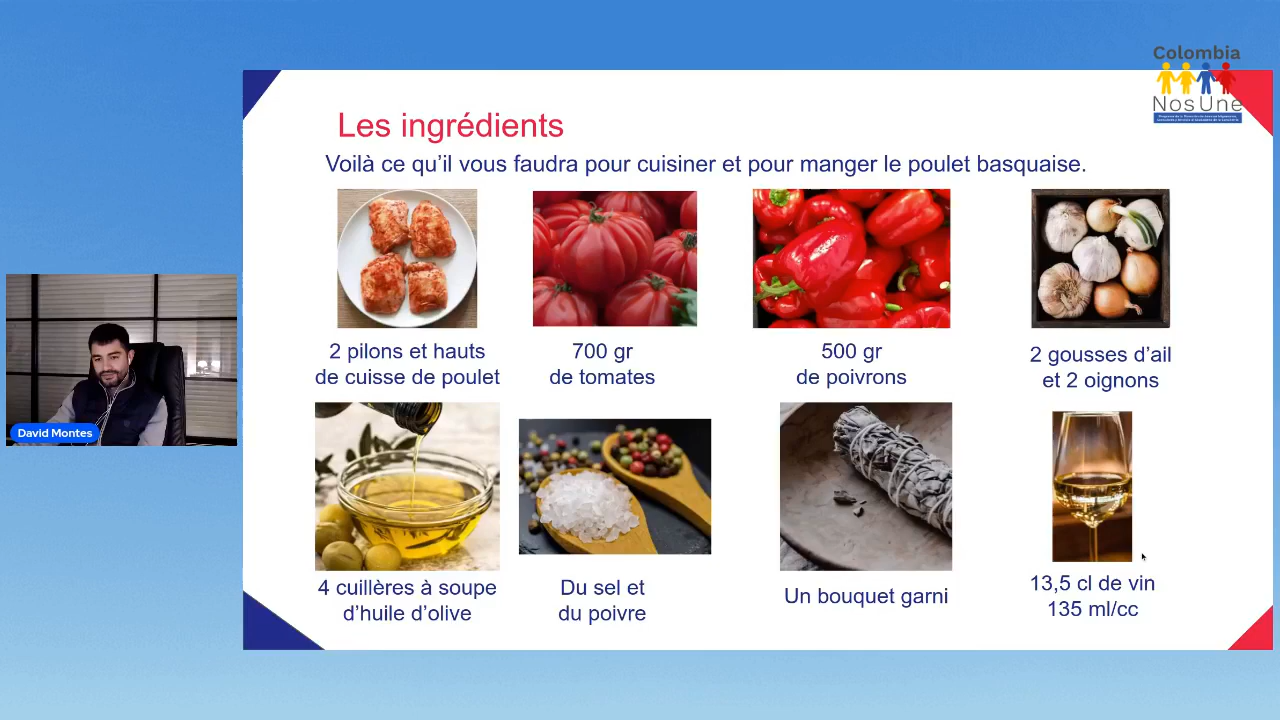 Colombia
Nos Une
Les ingrédients
Voilà ce qu'il vous faudra pour cuisiner et pour manger le poulet basquaise.
2 pilons et hauts
de cuisse de poulet
700 gr
de tomates
500 gr
de poivrons
2 gousses d'ail
et 2 oignons
David Montes
4 cuillères à soupe
d'huile d'olive
Du sel et
du poivre
Un bouquet garni
13,5 cl de vin
135 ml/cc